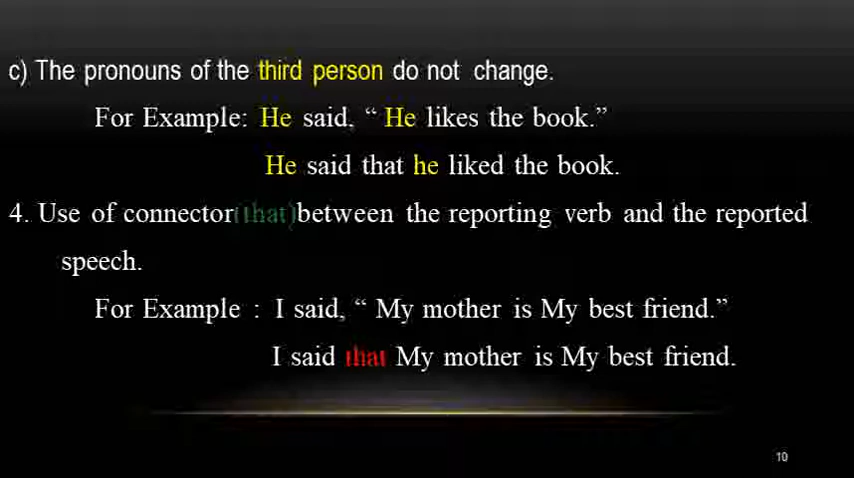 c) The pronouns of the third person do not change.
For Example: He said, “ He likes the book.”
He said that he liked the book.
4. Use of connector(that)between the reporting verb and the reported
speech.
For Example : I said, “ My mother is My best friend.”
I said that My mother is My best friend.
10